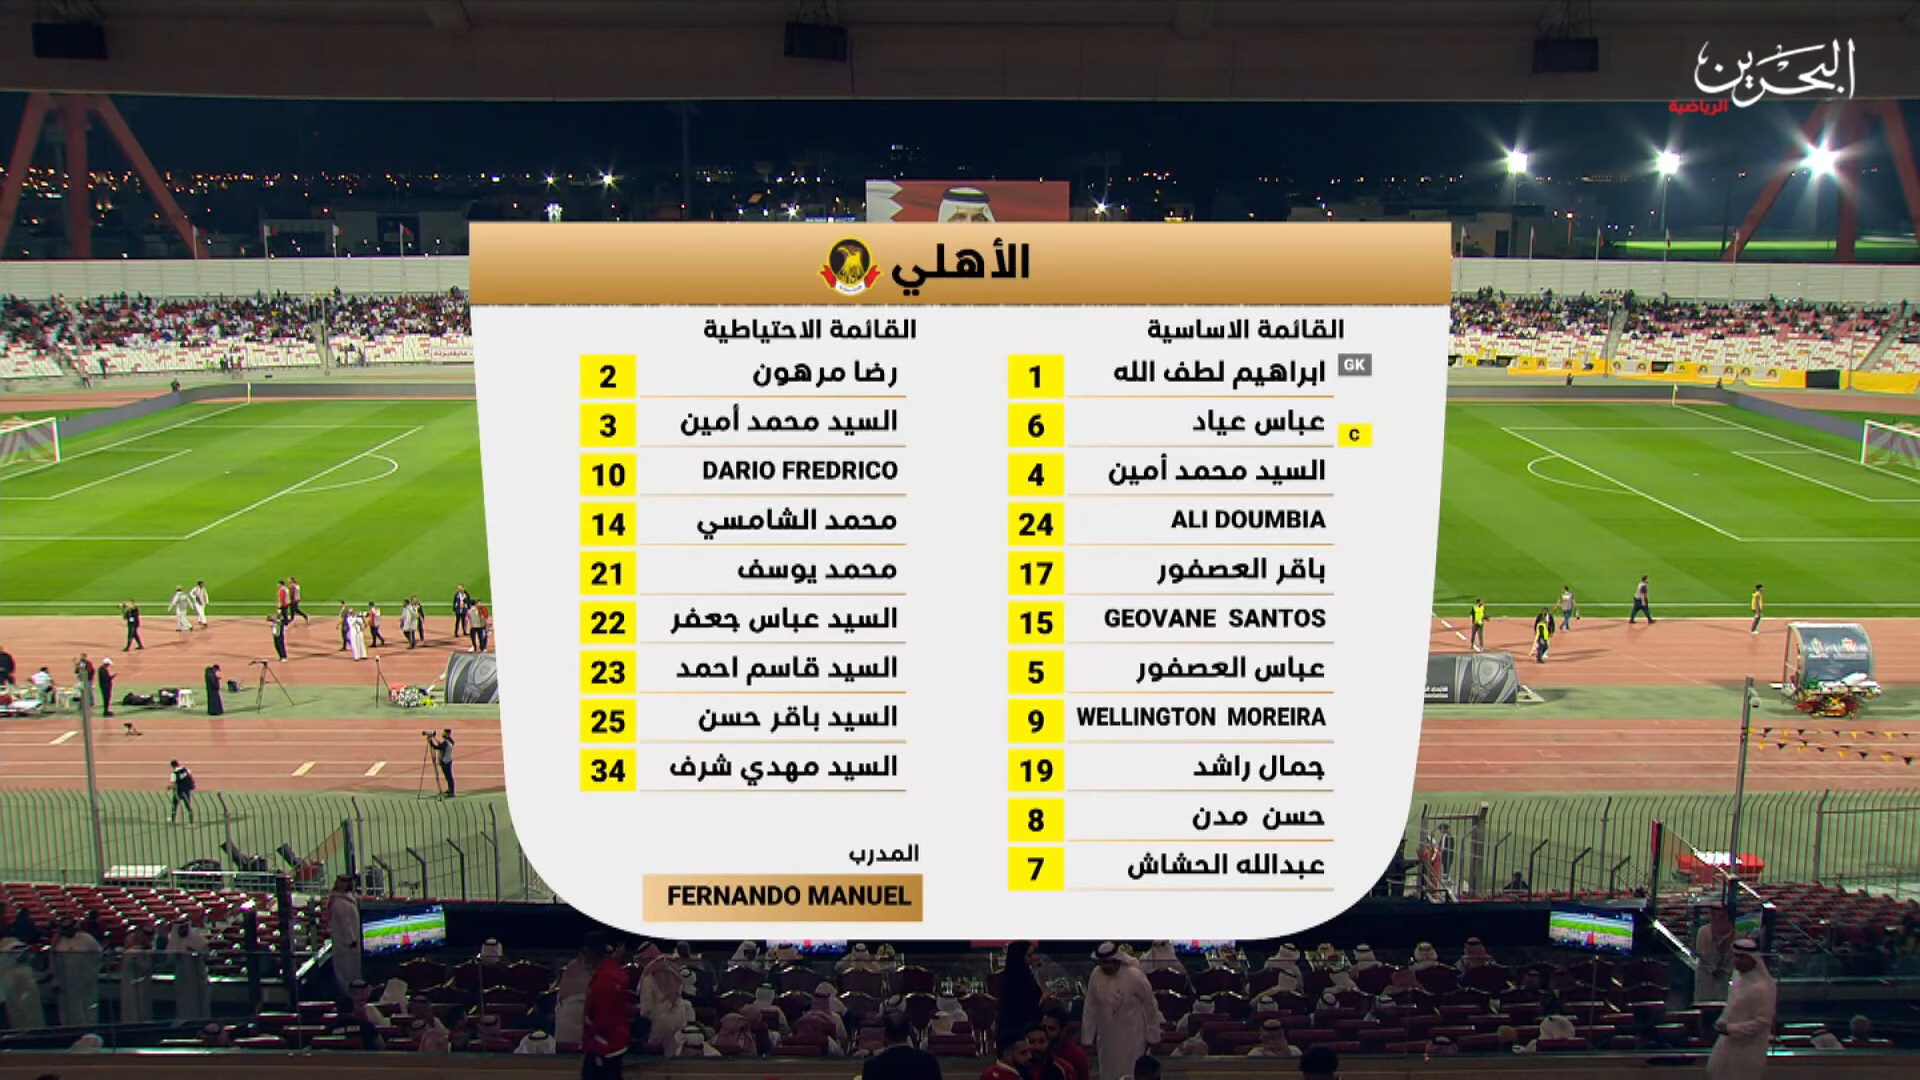 البحرين
الرياضية
الأهلي
القائمة الاساسية
GK ابراهيم لطف الله 1
C عباس عياد 6
السيد محمد أمين 4
ALI DOUMBIA 24
باقر العصفور 17
GEOVANE SANTOS 15
عباس العصفور 5
WELLINGTON MOREIRA 9
جمال راشد 19
حسن مدن 8
عبدالله الحشاش 7
القائمة الاحتياطية
رضا مرهون 2
السيد محمد أمين 3
DARIO FREDRICO 10
محمد الشامسي 14
محمد يوسف 21
السيد عباس جعفر 22
السيد قاسم احمد 23
السيد باقر حسن 25
السيد مهدي شرف 34
المدرب
FERNANDO MANUEL